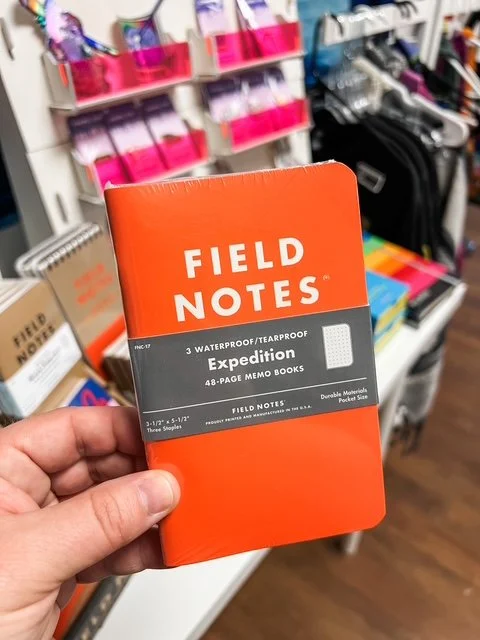 FIELD
NOTES
FNC-17
3 WATERPROOF/TEARPROOF
Expedition
48-PAGE MEMO BOOKS
3-1/2" x 5-1/2"
Three Staples
FIELD NOTES
PROUDLY PRINTED AND MANUFACTURED IN THE U.S.A.
Durable Materials
Pocket Size
FIELD
NOTES